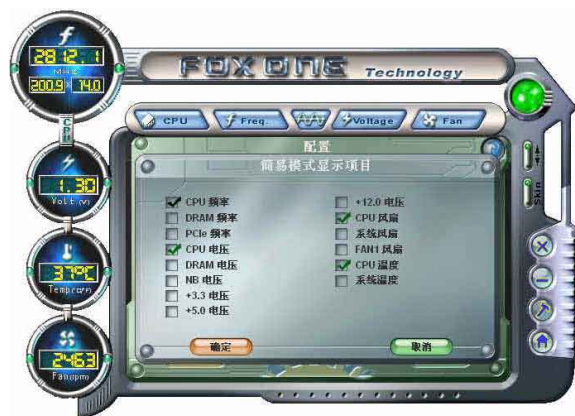 2812.1
MHz
200.9 14.0
CPU
1.30
Volt.(V)
37℃
Temp.(℃/℉)
2463
Fan(rpm)
FOX ONE Technology
CPU
Freq.
Voltage
Fan
配置
简易模式显示项目
CPU 频率
DRAM 频率
PCIe 频率
CPU 电压
DRAM 电压
NB 电压
+3.3 电压
+5.0 电压
+12.0 电压
CPU 风扇
系统风扇
FAN1 风扇
CPU 温度
系统温度
确定
取消
Skin